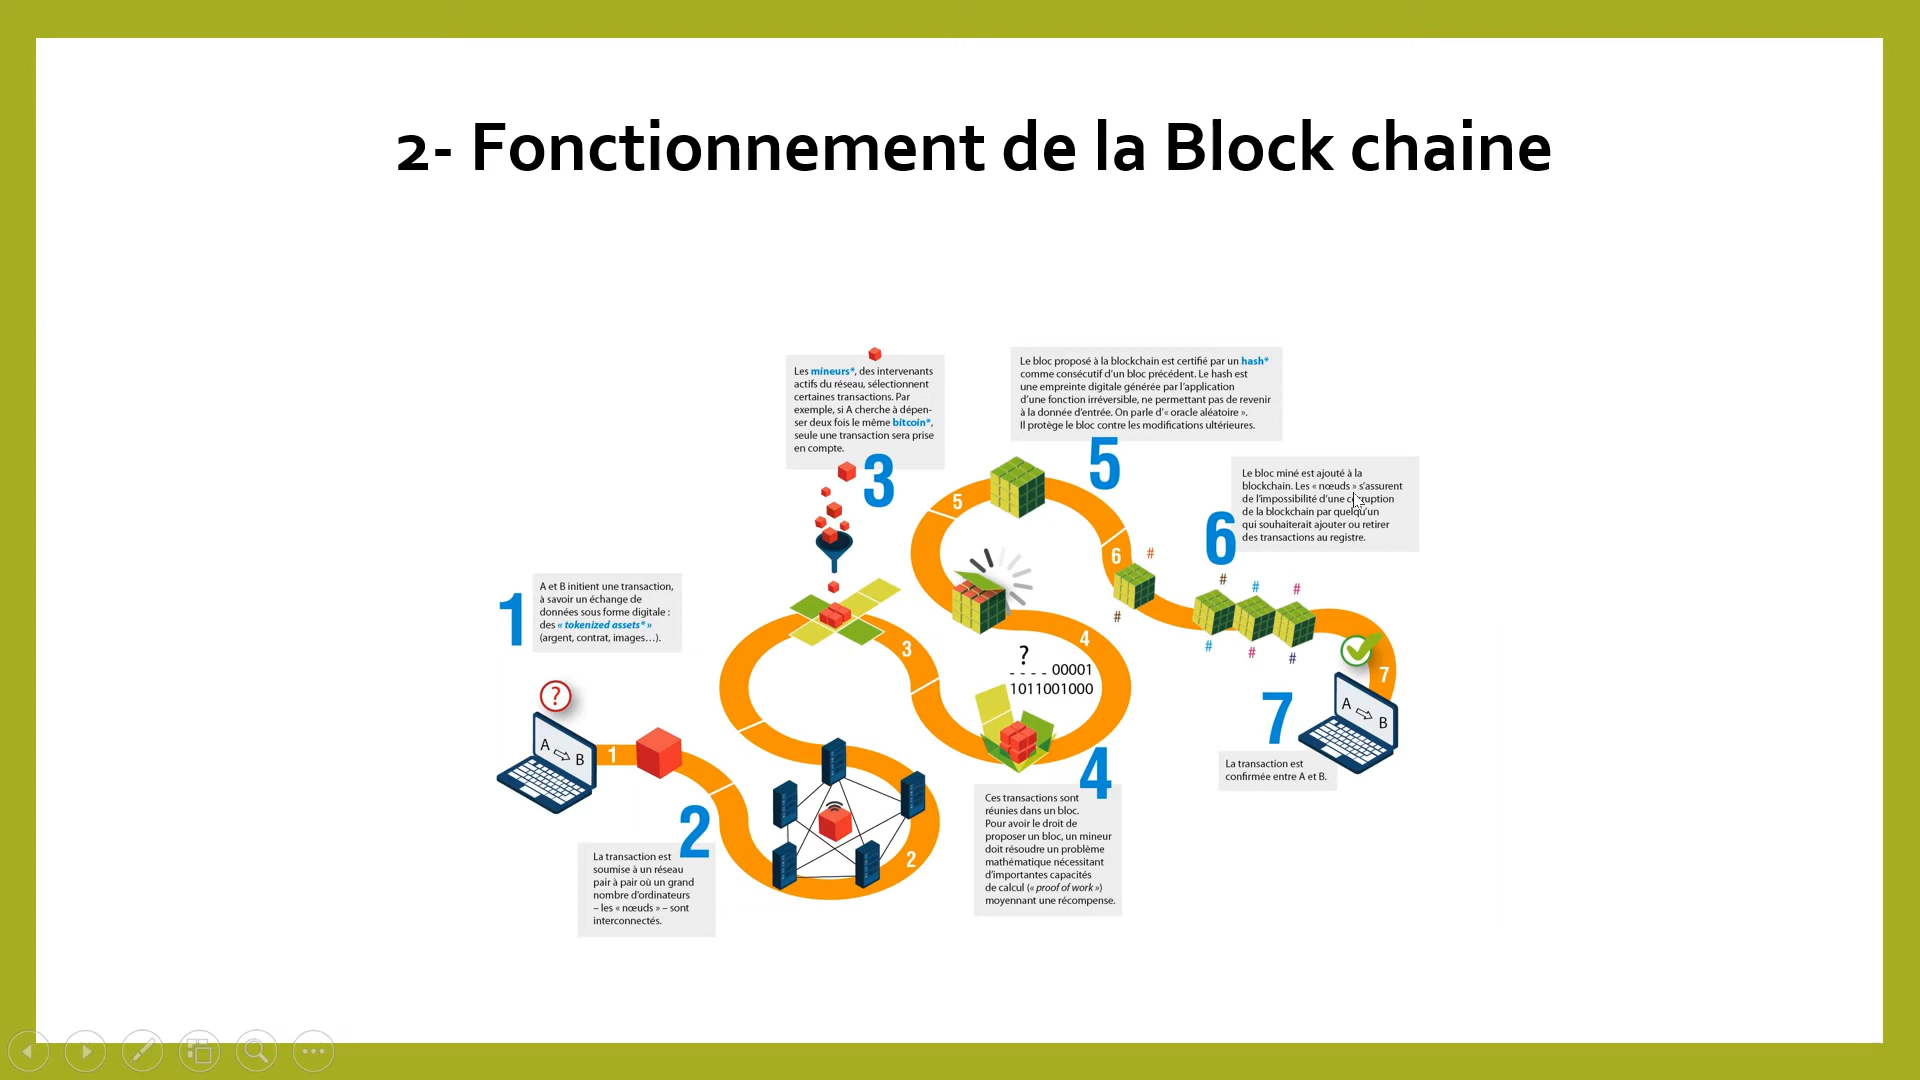 2- Fonctionnement de la Block chaine
1
A et B initient une transaction,
à savoir un échange de
données sous forme digitale :
des « tokenized assets* »
(argent, contrat, images…).
?
A
B
1
2
La transaction est
soumise à un réseau
pair à pair où un grand
nombre d'ordinateurs
– les « nœuds » – sont
interconnectés.
2
Les mineurs*, des intervenants
actifs du réseau, sélectionnent
certaines transactions. Par
exemple, si A cherche à dépen-
ser deux fois le même bitcoin*,
seule une transaction sera prise
en compte.
3
3
4
?
- - - - 00001
1011001000
4
Ces transactions sont
réunies dans un bloc.
Pour avoir le droit de
proposer un bloc, un mineur
doit résoudre un problème
mathématique nécessitant
d'importantes capacités
de calcul (« proof of work »)
moyennant une récompense.
Le bloc proposé à la blockchain est certifié par un hash*
comme consécutif d'un bloc précédent. Le hash est
une empreinte digitale générée par l'application
d'une fonction irréversible, ne permettant pas de revenir
à la donnée d'entrée. On parle d'« oracle aléatoire ».
Il protège le bloc contre les modifications ultérieures.
5
5
Le bloc miné est ajouté à la
blockchain. Les « nœuds » s'assurent
de l'impossibilité d'une corruption
de la blockchain par quelqu'un
qui souhaiterait ajouter ou retirer
des transactions au registre.
6
6
#
#
# # #
# # #
7
7
A
B
La transaction est
confirmée entre A et B.